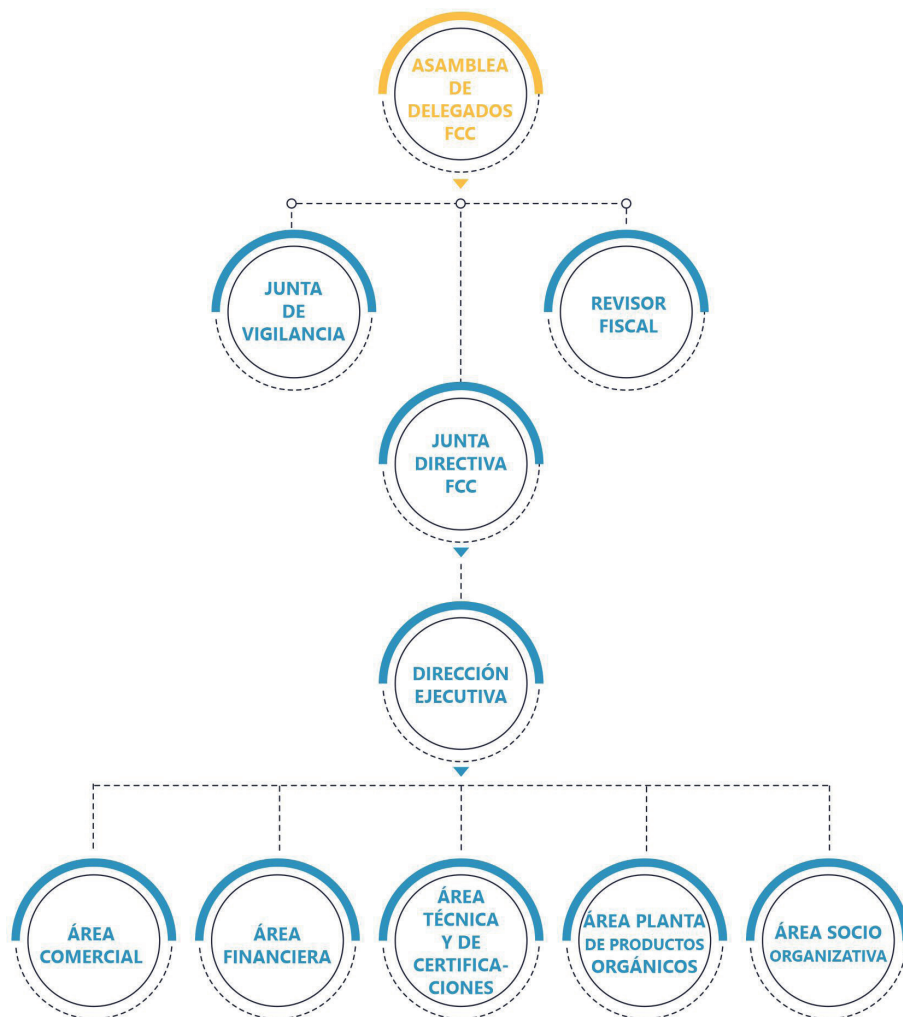 ASAMBLEA
DE
DELEGADOS
FCC
JUNTA
DE
VIGILANCIA
REVISOR
FISCAL
JUNTA
DIRECTIVA
FCC
DIRECCIÓN
EJECUTIVA
ÁREA
COMERCIAL
ÁREA
FINANCIERA
ÁREA
TÉCNICA
Y DE
CERTIFICA-
CIONES
ÁREA PLANTA
DE PRODUCTOS
ORGÁNICOS
ÁREA SOCIO
ORGANIZATIVA